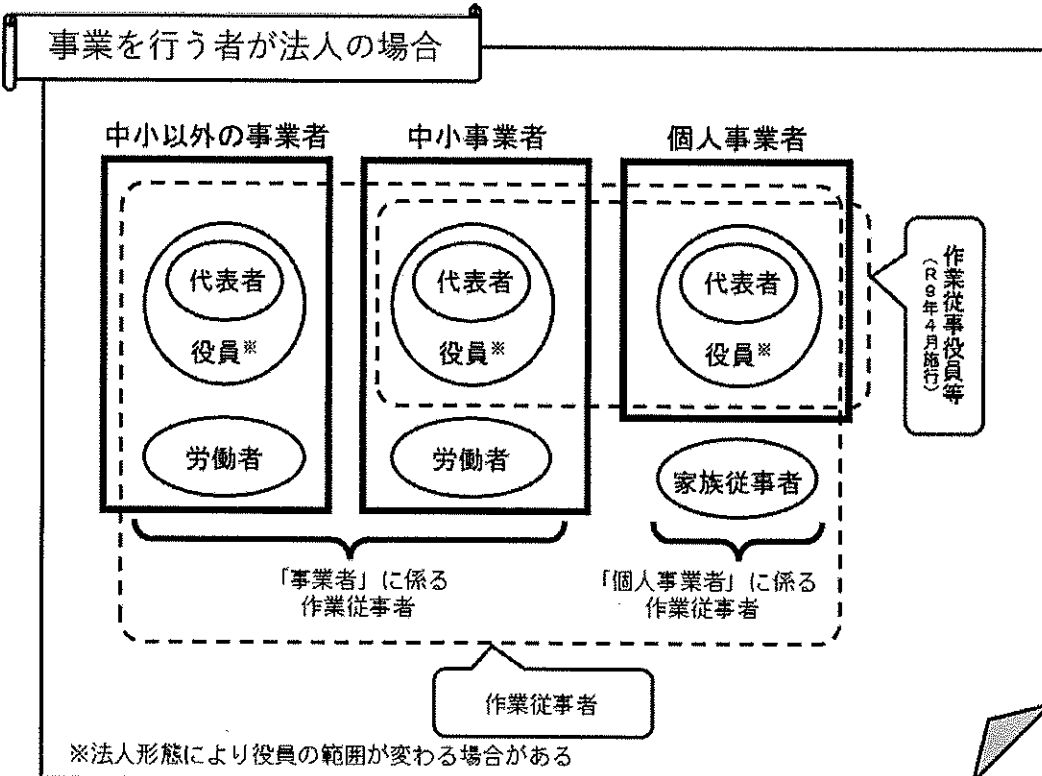 事業を行う者が法人の場合
中小以外の事業者
中小事業者
個人事業者
代表者
役員※
労働者
代表者
役員※
労働者
代表者
役員※
家族従事者
作業従事役員等
（R9年4月施行）
「事業者」に係る
作業従事者
「個人事業者」に係る
作業従事者
作業従事者
※法人形態により役員の範囲が変わる場合がある